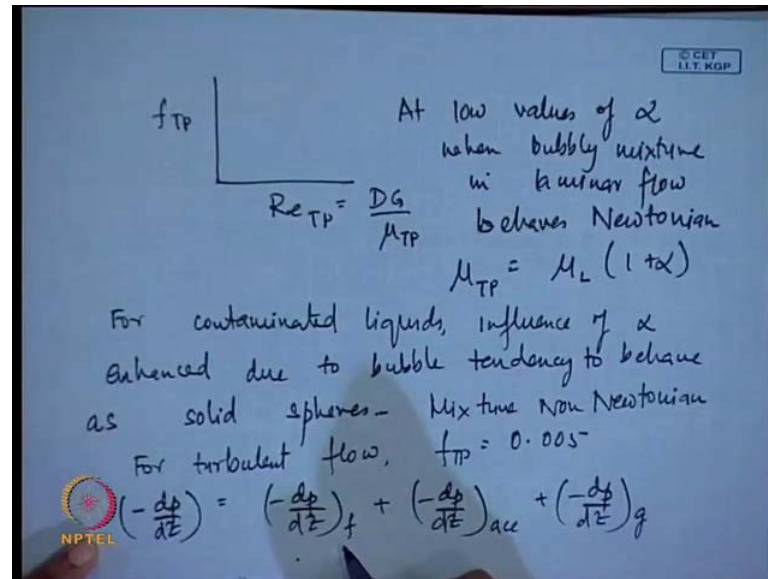 © CET
I.I.T. KGP
f_TP
At low values of α
when bubbly mixture
in laminar flow
Re_TP = DG/μ_TP behaves Newtonian
μ_TP = μ_L (1+α)
For contaminated liquids, influence of α
enhanced due to bubble tendency to behave
as solid spheres - Mixture Non Newtonian
For turbulent flow, f_TP = 0.005
(-dp/dz) = (-dp/dz)_f + (-dp/dz)_acc + (-dp/dz)_g
NPTEL